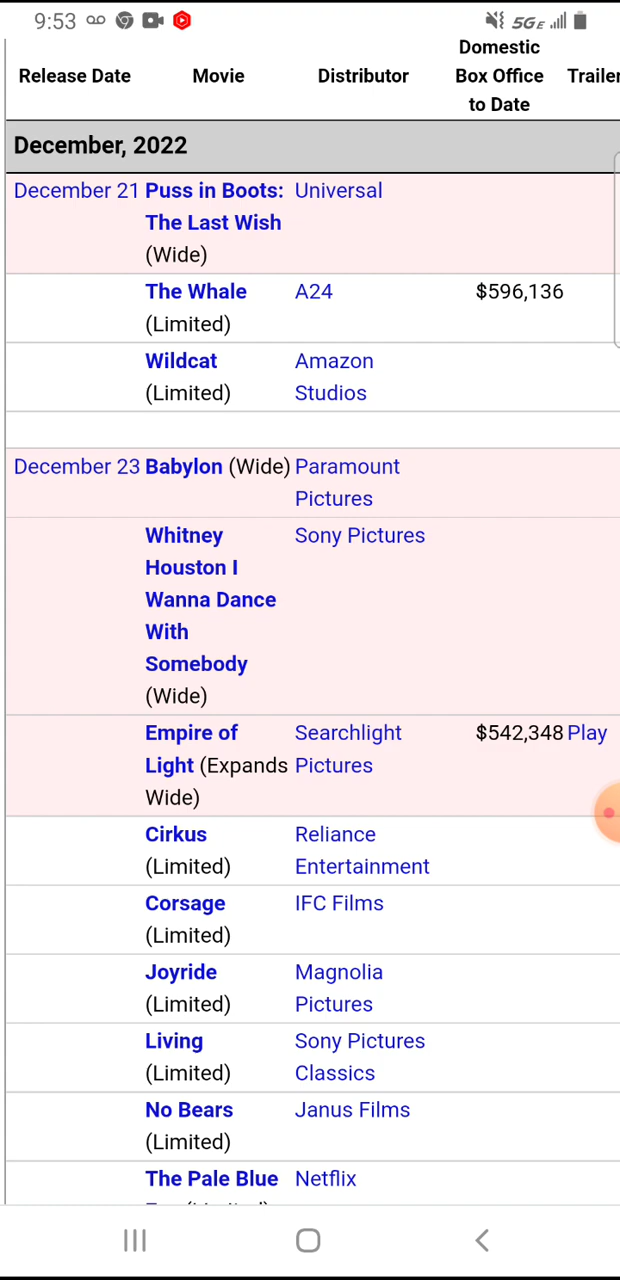 9:53 5GE
Domestic
Release Date Movie Distributor Box Office Trailer
to Date
December, 2022
December 21 Puss in Boots: Universal
The Last Wish
(Wide)
The Whale A24 $596,136
(Limited)
Wildcat Amazon
(Limited) Studios
December 23 Babylon (Wide) Paramount
Pictures
Whitney Sony Pictures
Houston I
Wanna Dance
With
Somebody
(Wide)
Empire of Searchlight $542,348 Play
Light (Expands Pictures
Wide)
Cirkus Reliance
(Limited) Entertainment
Corsage IFC Films
(Limited)
Joyride Magnolia
(Limited) Pictures
Living Sony Pictures
(Limited) Classics
No Bears Janus Films
(Limited)
The Pale Blue Netflix